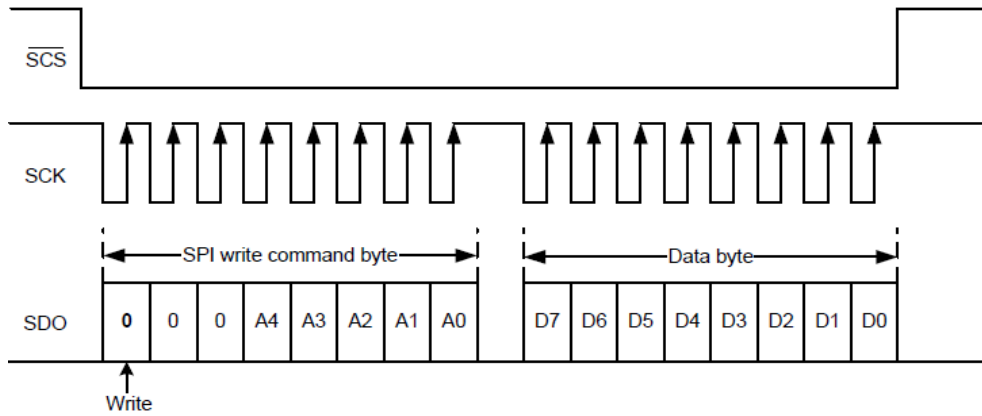 SCS
SCK
SPI write command byte
Data byte
SDO
0 0 0 A4 A3 A2 A1 A0 D7 D6 D5 D4 D3 D2 D1 D0
Write